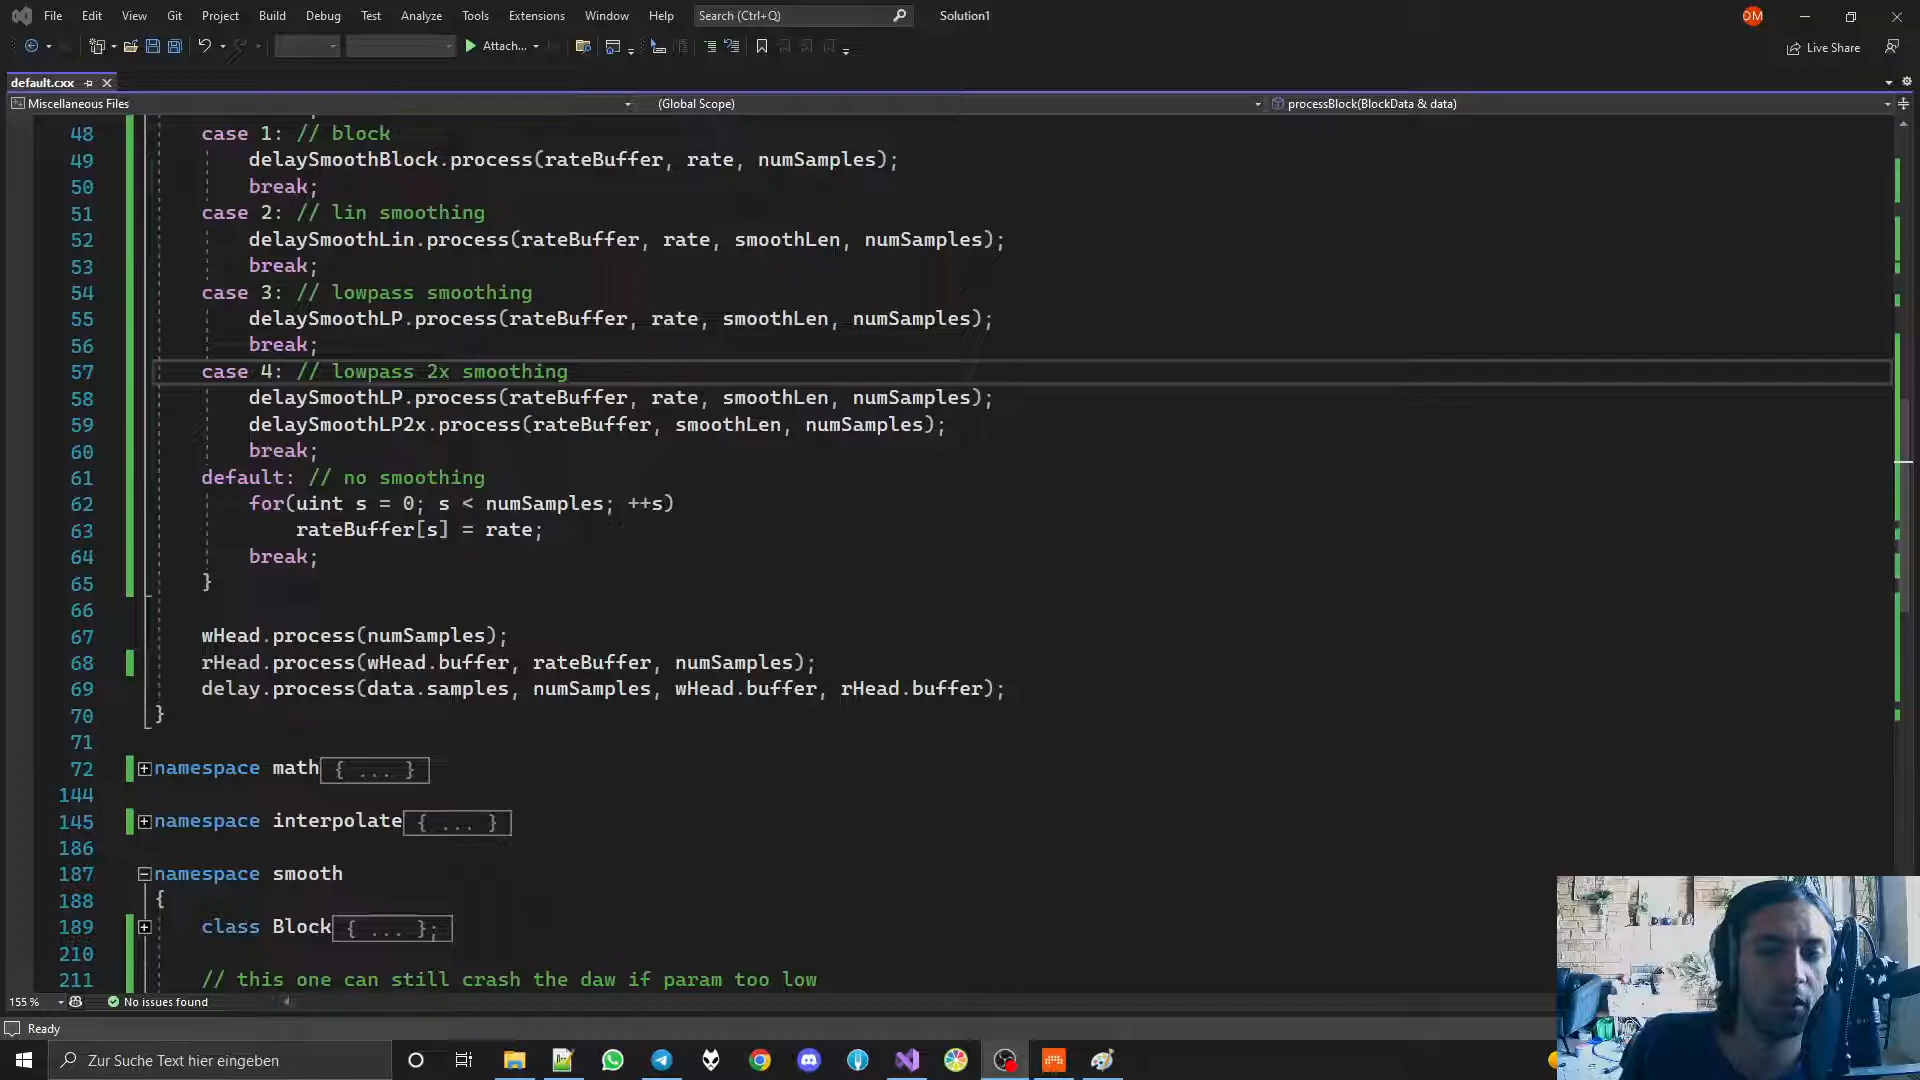 File Edit View Git Project Build Debug Test Analyze Tools Extensions Window Help Search (Ctrl+Q) Solution1 DM
Attach... Live Share
default.cxx
Miscellaneous Files (Global Scope) processBlock(BlockData & data)
48 case 1: // block
49 delaySmoothBlock.process(rateBuffer, rate, numSamples);
50 break;
51 case 2: // lin smoothing
52 delaySmoothLin.process(rateBuffer, rate, smoothLen, numSamples);
53 break;
54 case 3: // lowpass smoothing
55 delaySmoothLP.process(rateBuffer, rate, smoothLen, numSamples);
56 break;
57 case 4: // lowpass 2x smoothing
58 delaySmoothLP.process(rateBuffer, rate, smoothLen, numSamples);
59 delaySmoothLP2x.process(rateBuffer, smoothLen, numSamples);
60 break;
61 default: // no smoothing
62 for(uint s = 0; s < numSamples; ++s)
63 rateBuffer[s] = rate;
64 break;
65 }
66
67 wHead.process(numSamples);
68 rHead.process(wHead.buffer, rateBuffer, numSamples);
69 delay.process(data.samples, numSamples, wHead.buffer, rHead.buffer);
70 }
71
72 namespace math{ ... }
144
145 namespace interpolate{ ... }
186
187 namespace smooth
188 {
189 class Block{ ... };
210
211 // this one can still crash the daw if param too low
155 % No issues found
Ready
Zur Suche Text hier eingeben